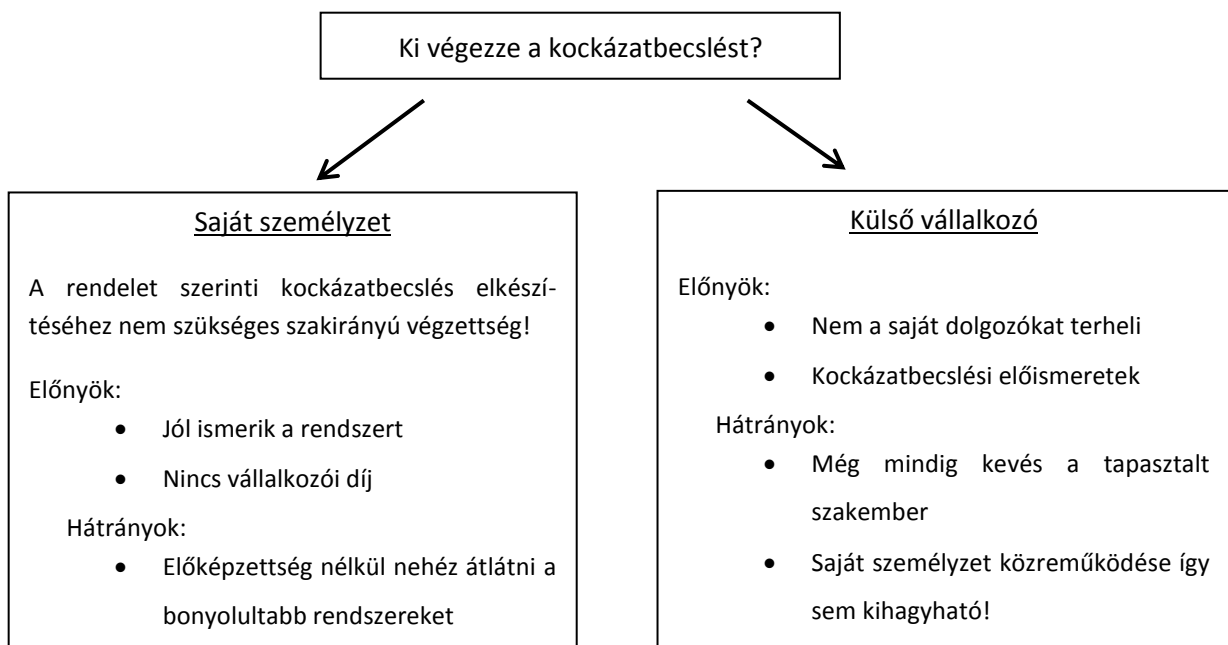 Ki végezze a kockázatbecslést?
Saját személyzet
A rendelet szerinti kockázatbecslés elkészí-
téséhez nem szükséges szakirányú végzettség!
Előnyök:
• Jól ismerik a rendszert
• Nincs vállalkozói díj
Hátrányok:
• Előképzettség nélkül nehéz átlátni a
bonyolultabb rendszereket
Külső vállalkozó
Előnyök:
• Nem a saját dolgozókat terheli
• Kockázatbecslési előismeretek
Hátrányok:
• Még mindig kevés a tapasztalt
szakember
• Saját személyzet közreműködése így
sem kihagyható!